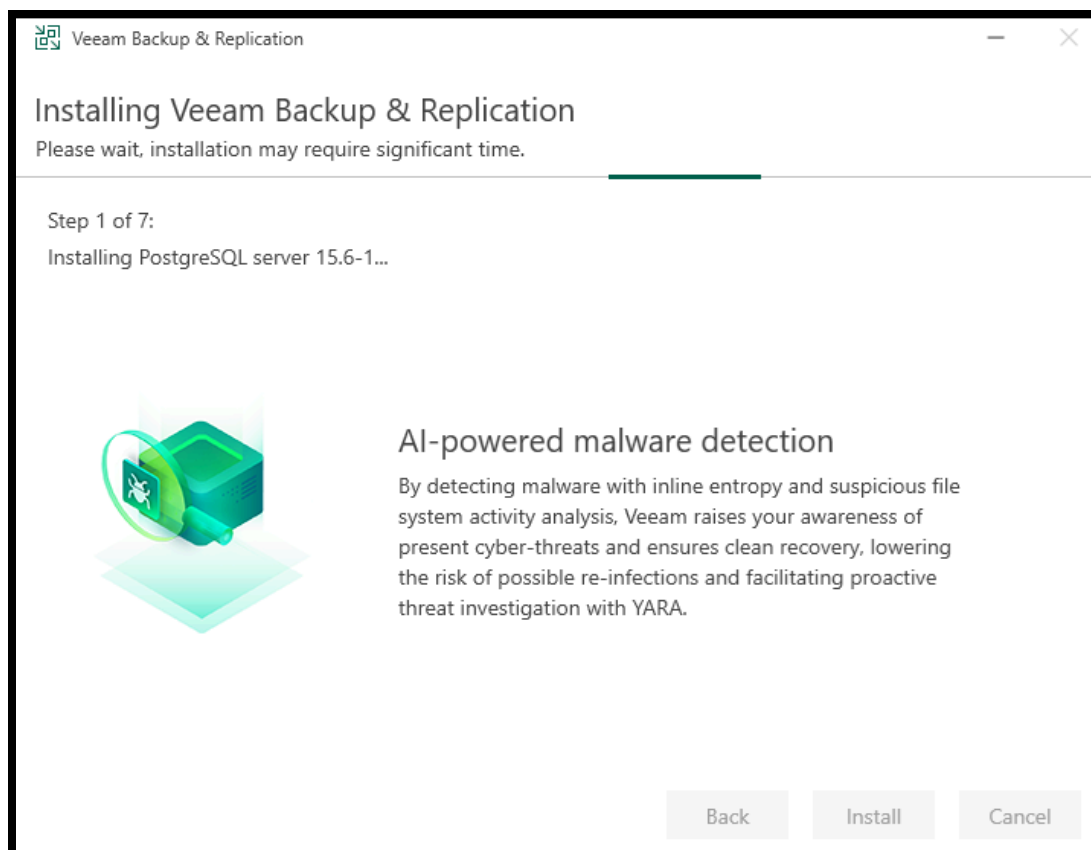 Veeam Backup & Replication
Installing Veeam Backup & Replication
Please wait, installation may require significant time.
Step 1 of 7:
Installing PostgreSQL server 15.6-1...
AI-powered malware detection
By detecting malware with inline entropy and suspicious file
system activity analysis, Veeam raises your awareness of
present cyber-threats and ensures clean recovery, lowering
the risk of possible re-infections and facilitating proactive
threat investigation with YARA.
Back Install Cancel